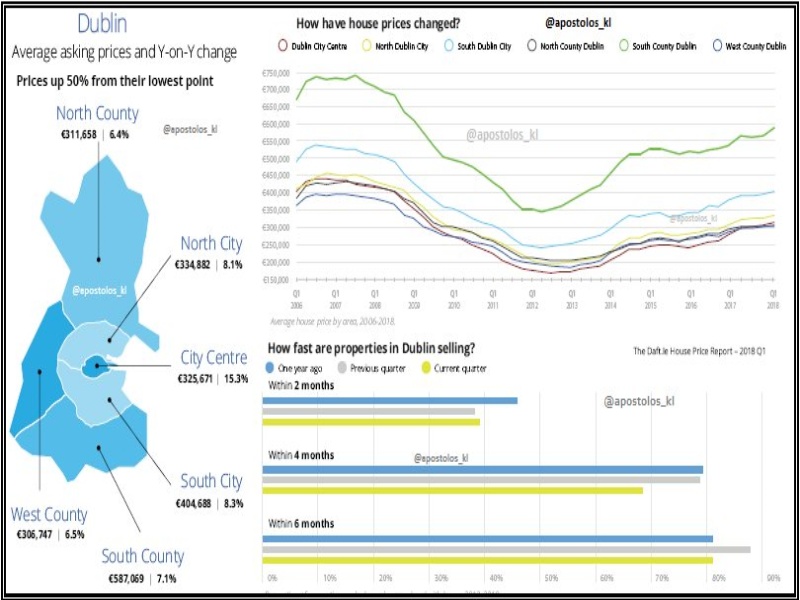 Dublin
Average asking prices and Y-on-Y change
Prices up 50% from their lowest point
North County
€311,658 | 6.4%
@apostolos_kl
North City
€334,882 | 8.1%
@apostolos_kl
City Centre
€325,671 | 15.3%
South City
€404,688 | 8.3%
West County
€306,747 | 6.5%
South County
€587,069 | 7.1%
How have house prices changed?
@apostolos_kl
Dublin City Centre North Dublin City South Dublin City North County Dublin South County Dublin West County Dublin
€750,000
€700,000
€650,000
€600,000
€550,000
€500,000
€450,000
€400,000
€350,000
€300,000
€250,000
€200,000
€150,000
@apostolos_kl
@apostolos_kl
Q1 Q1 Q1 Q1 Q1 Q1 Q1 Q1 Q1 Q1 Q1 Q1 Q1
2006 2007 2008 2009 2010 2011 2012 2013 2014 2015 2016 2017 2018
Average house price by area, 2006-2018.
How fast are properties in Dublin selling?
The Daft.ie House Price Report – 2018 Q1
One year ago Previous quarter Current quarter
Within 2 months
@apostolos_kl
Within 4 months
@apostolos_kl
Within 6 months
0% 10% 20% 30% 40% 50% 60% 70% 80% 90%